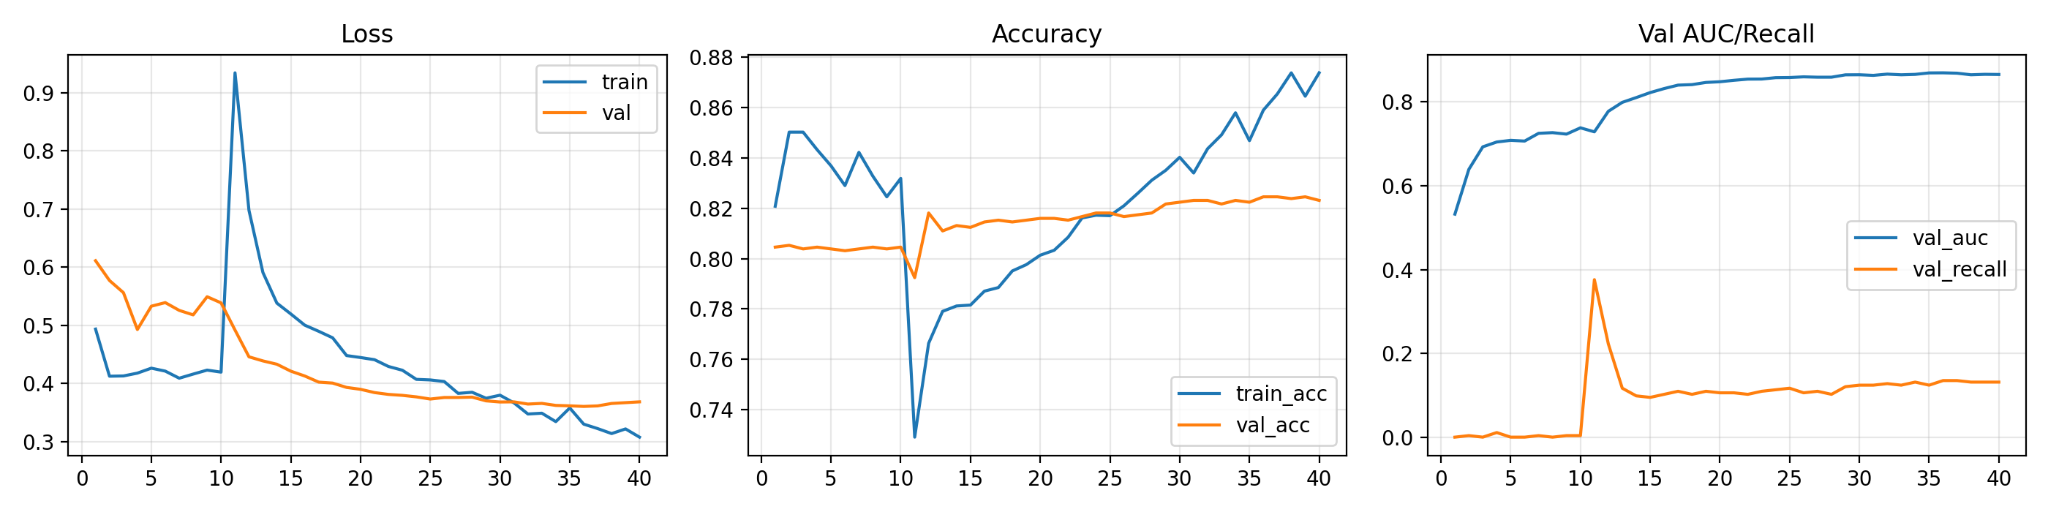 Loss
0.9
0.8
0.7
0.6
0.5
0.4
0.3
0 5 10 15 20 25 30 35 40
train
val
Accuracy
0.88
0.86
0.84
0.82
0.80
0.78
0.76
0.74
0 5 10 15 20 25 30 35 40
train_acc
val_acc
Val AUC/Recall
0.8
0.6
0.4
0.2
0.0
0 5 10 15 20 25 30 35 40
val_auc
val_recall